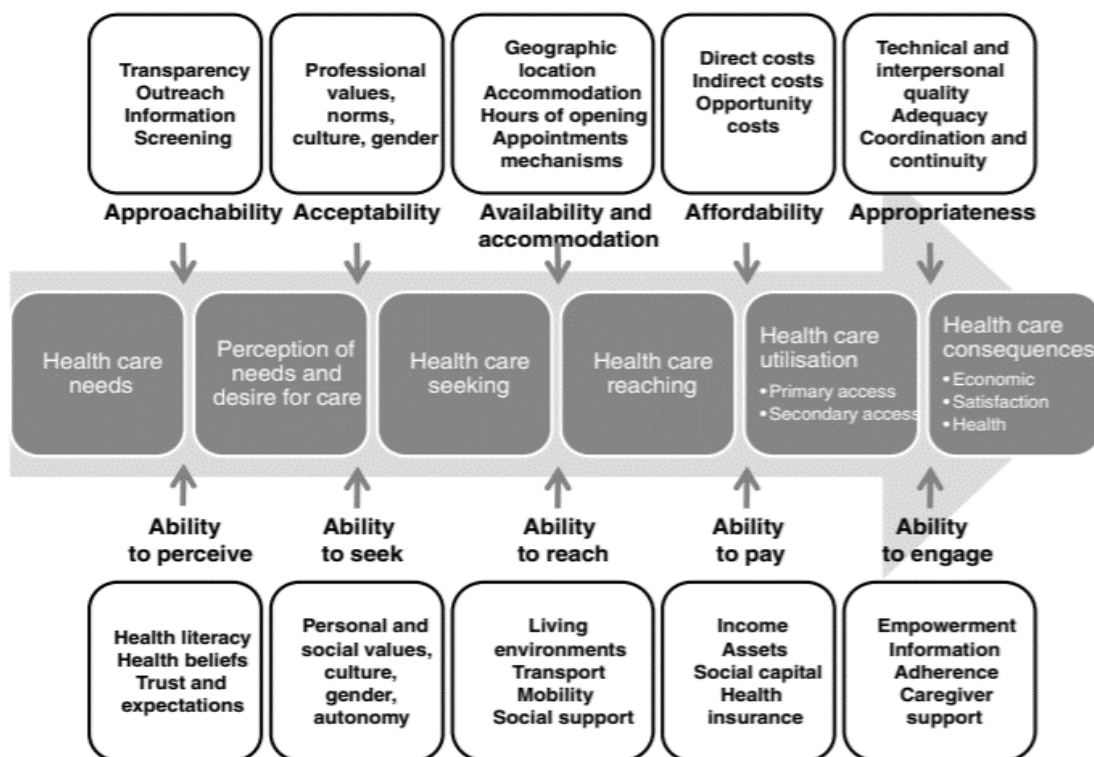 Transparency
Outreach
Information
Screening
Professional
values,
norms,
culture, gender
Geographic
location
Accommodation
Hours of opening
Appointments
mechanisms
Direct costs
Indirect costs
Opportunity
costs
Technical and
interpersonal
quality
Adequacy
Coordination and
continuity
Approachability
Acceptability
Availability and
accommodation
Affordability
Appropriateness
Health care
needs
Perception of
needs and
desire for care
Health care
seeking
Health care
reaching
Health care
utilisation
• Primary access
• Secondary access
Health care
consequences
• Economic
• Satisfaction
• Health
Ability
to perceive
Ability
to seek
Ability
to reach
Ability
to pay
Ability
to engage
Health literacy
Health beliefs
Trust and
expectations
Personal and
social values,
culture,
gender,
autonomy
Living
environments
Transport
Mobility
Social support
Income
Assets
Social capital
Health
insurance
Empowerment
Information
Adherence
Caregiver
support